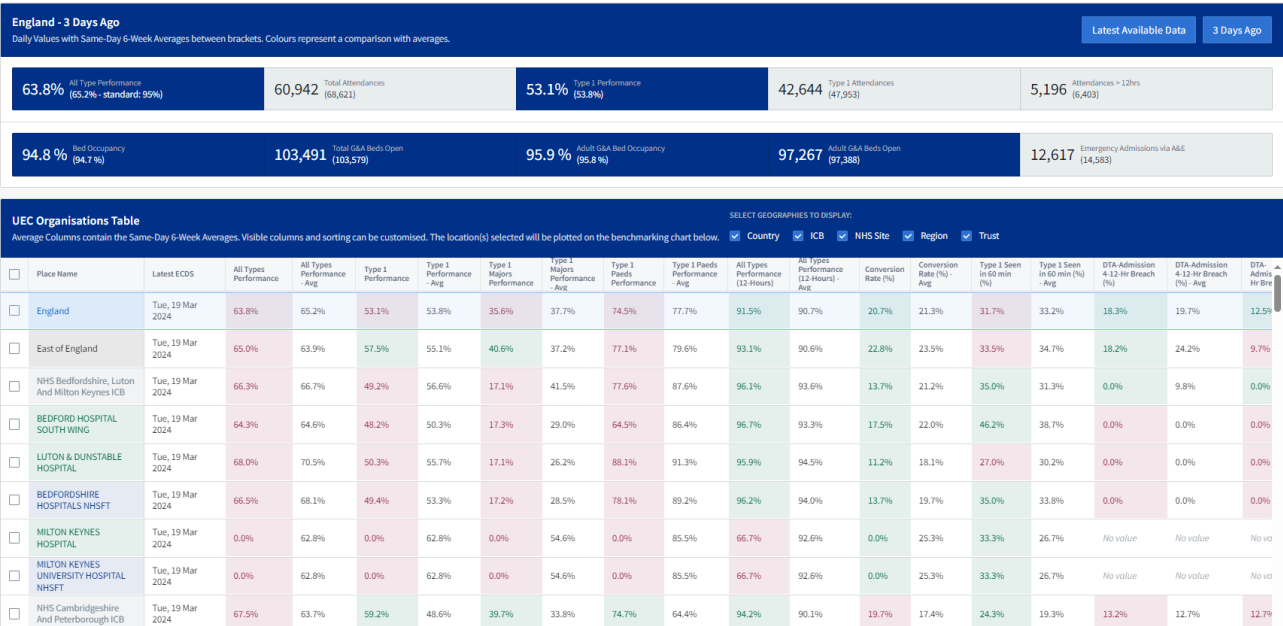 England - 3 Days Ago
Daily Values with Same-Day 6-Week Averages between brackets. Colours represent a comparison with averages.
Latest Available Data
3 Days Ago
63.8% All Type Performance (65.2% - standard: 95%)
60,942 Total Attendances (68,621)
53.1% Type 1 Performance (53.8%)
42,644 Type 1 Attendances (47,953)
5,196 Attendances > 12hrs (6,403)
94.8 % Bed Occupancy (94.7 %)
103,491 Total G&A Beds Open (103,579)
95.9 % Adult G&A Bed Occupancy (95.8 %)
97,267 Adult G&A Beds Open (97,388)
12,617 Emergency Admissions via A&E (14,583)
UEC Organisations Table
Average Columns contain the Same-Day 6-Week Averages. Visible columns and sorting can be customised. The location(s) selected will be plotted on the benchmarking chart below.
SELECT GEOGRAPHIES TO DISPLAY:
Country ICB NHS Site Region Trust
Place Name
Latest ECDS
All Types Performance
All Types Performance - Avg
Type 1 Performance
Type 1 Performance - Avg
Type 1 Majors Performance
Type 1 Majors Performance - Avg
Type 1 Paeds Performance
Type 1 Paeds Performance - Avg
All Types Performance (12-Hours)
All Types Performance (12-Hours) - Avg
Conversion Rate (%)
Conversion Rate (%) - Avg
Type 1 Seen in 60 min (%)
Type 1 Seen in 60 min (%) - Avg
DTA-Admission 4-12-Hr Breach (%)
DTA-Admission 4-12-Hr Breach (%) - Avg
DTA-
Admis
Hr Bre
England Tue, 19 Mar 2024 63.8% 65.2% 53.1% 53.8% 35.6% 37.7% 74.5% 77.7% 91.5% 90.7% 20.7% 21.3% 31.7% 33.2% 18.3% 19.7% 12.5%
East of England Tue, 19 Mar 2024 65.0% 63.9% 57.5% 55.1% 40.6% 37.2% 77.1% 79.6% 93.1% 90.6% 22.8% 23.5% 33.5% 34.7% 18.2% 24.2% 9.7%
NHS Bedfordshire, Luton And Milton Keynes ICB Tue, 19 Mar 2024 66.3% 66.7% 49.2% 56.6% 17.1% 41.5% 77.6% 87.6% 96.1% 93.6% 13.7% 21.2% 35.0% 31.3% 0.0% 9.8% 0.0%
BEDFORD HOSPITAL SOUTH WING Tue, 19 Mar 2024 64.3% 64.6% 48.2% 50.3% 17.3% 29.0% 64.5% 86.4% 96.7% 93.3% 17.5% 22.0% 46.2% 38.7% 0.0% 0.0% 0.0%
LUTON & DUNSTABLE HOSPITAL Tue, 19 Mar 2024 68.0% 70.5% 50.3% 55.7% 17.1% 26.2% 88.1% 91.3% 95.9% 94.5% 11.2% 18.1% 27.0% 30.2% 0.0% 0.0% 0.0%
BEDFORDSHIRE HOSPITALS NHSFT Tue, 19 Mar 2024 66.5% 68.1% 49.4% 53.3% 17.2% 28.5% 78.1% 89.2% 96.2% 94.0% 13.7% 19.7% 35.0% 33.8% 0.0% 0.0% 0.0%
MILTON KEYNES HOSPITAL Tue, 19 Mar 2024 0.0% 62.8% 0.0% 62.8% 0.0% 54.6% 0.0% 85.5% 66.7% 92.6% 0.0% 25.3% 33.3% 26.7% No value No value No va
MILTON KEYNES UNIVERSITY HOSPITAL NHSFT Tue, 19 Mar 2024 0.0% 62.8% 0.0% 62.8% 0.0% 54.6% 0.0% 85.5% 66.7% 92.6% 0.0% 25.3% 33.3% 26.7% No value No value No va
NHS Cambridgeshire And Peterborough ICB Tue, 19 Mar 2024 67.5% 63.7% 59.2% 48.6% 39.7% 33.8% 74.7% 64.4% 94.2% 90.1% 19.7% 17.4% 24.3% 19.3% 13.2% 12.7% 12.7%